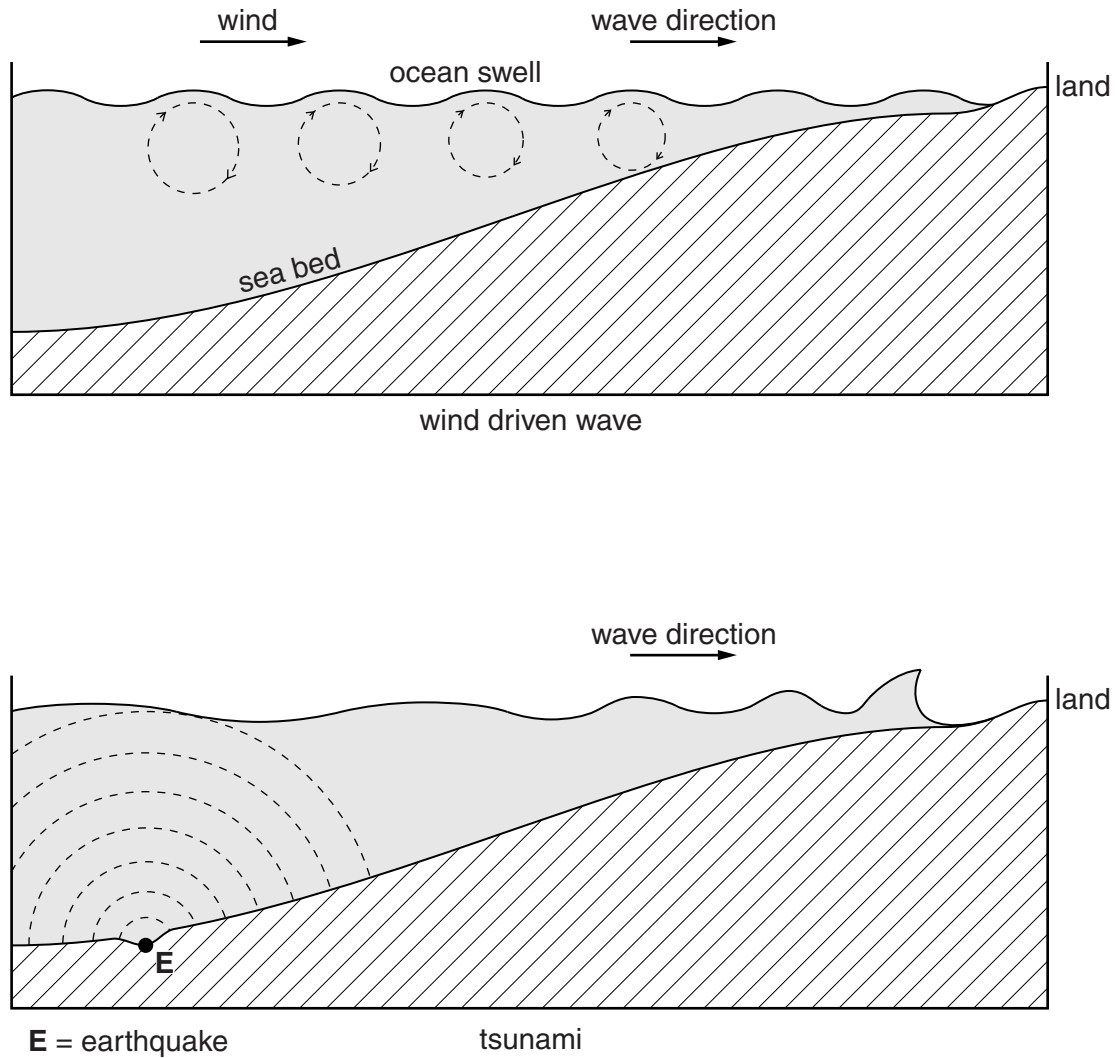 wind
wave direction
ocean swell
land
sea bed
wind driven wave
wave direction
land
E
E = earthquake
tsunami